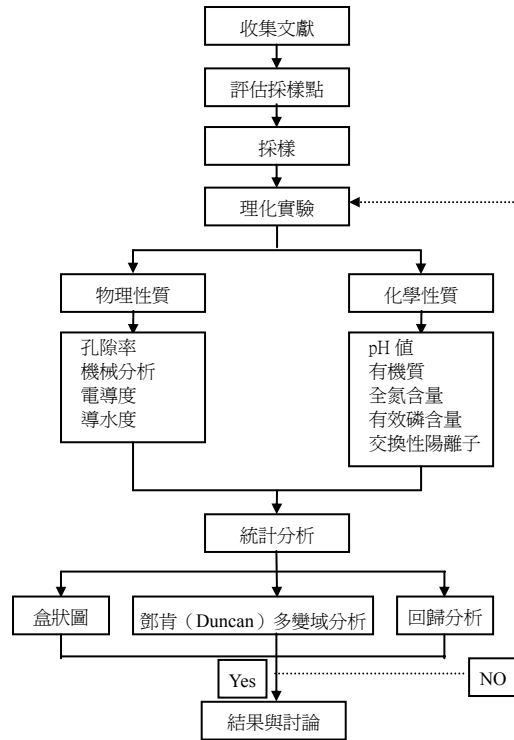 收集文獻
評估採樣點
採樣
理化實驗
物理性質
化學性質
孔隙率
機械分析
電導度
導水度
pH 值
有機質
全氮含量
有效磷含量
交換性陽離子
統計分析
盒狀圖
鄧肯（Duncan）多變域分析
回歸分析
Yes
NO
結果與討論